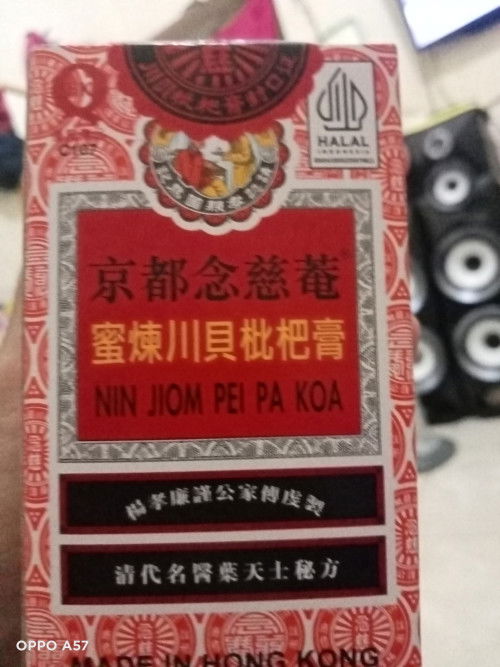 HALAL
INDONESIA
京都念慈菴
蜜煉川貝枇杷膏
NIN JIOM PEI PA KOA
楊孝廉謹公家傳虔製
清代名醫葉天士秘方
MADE IN HONG KONG
OPPO A57